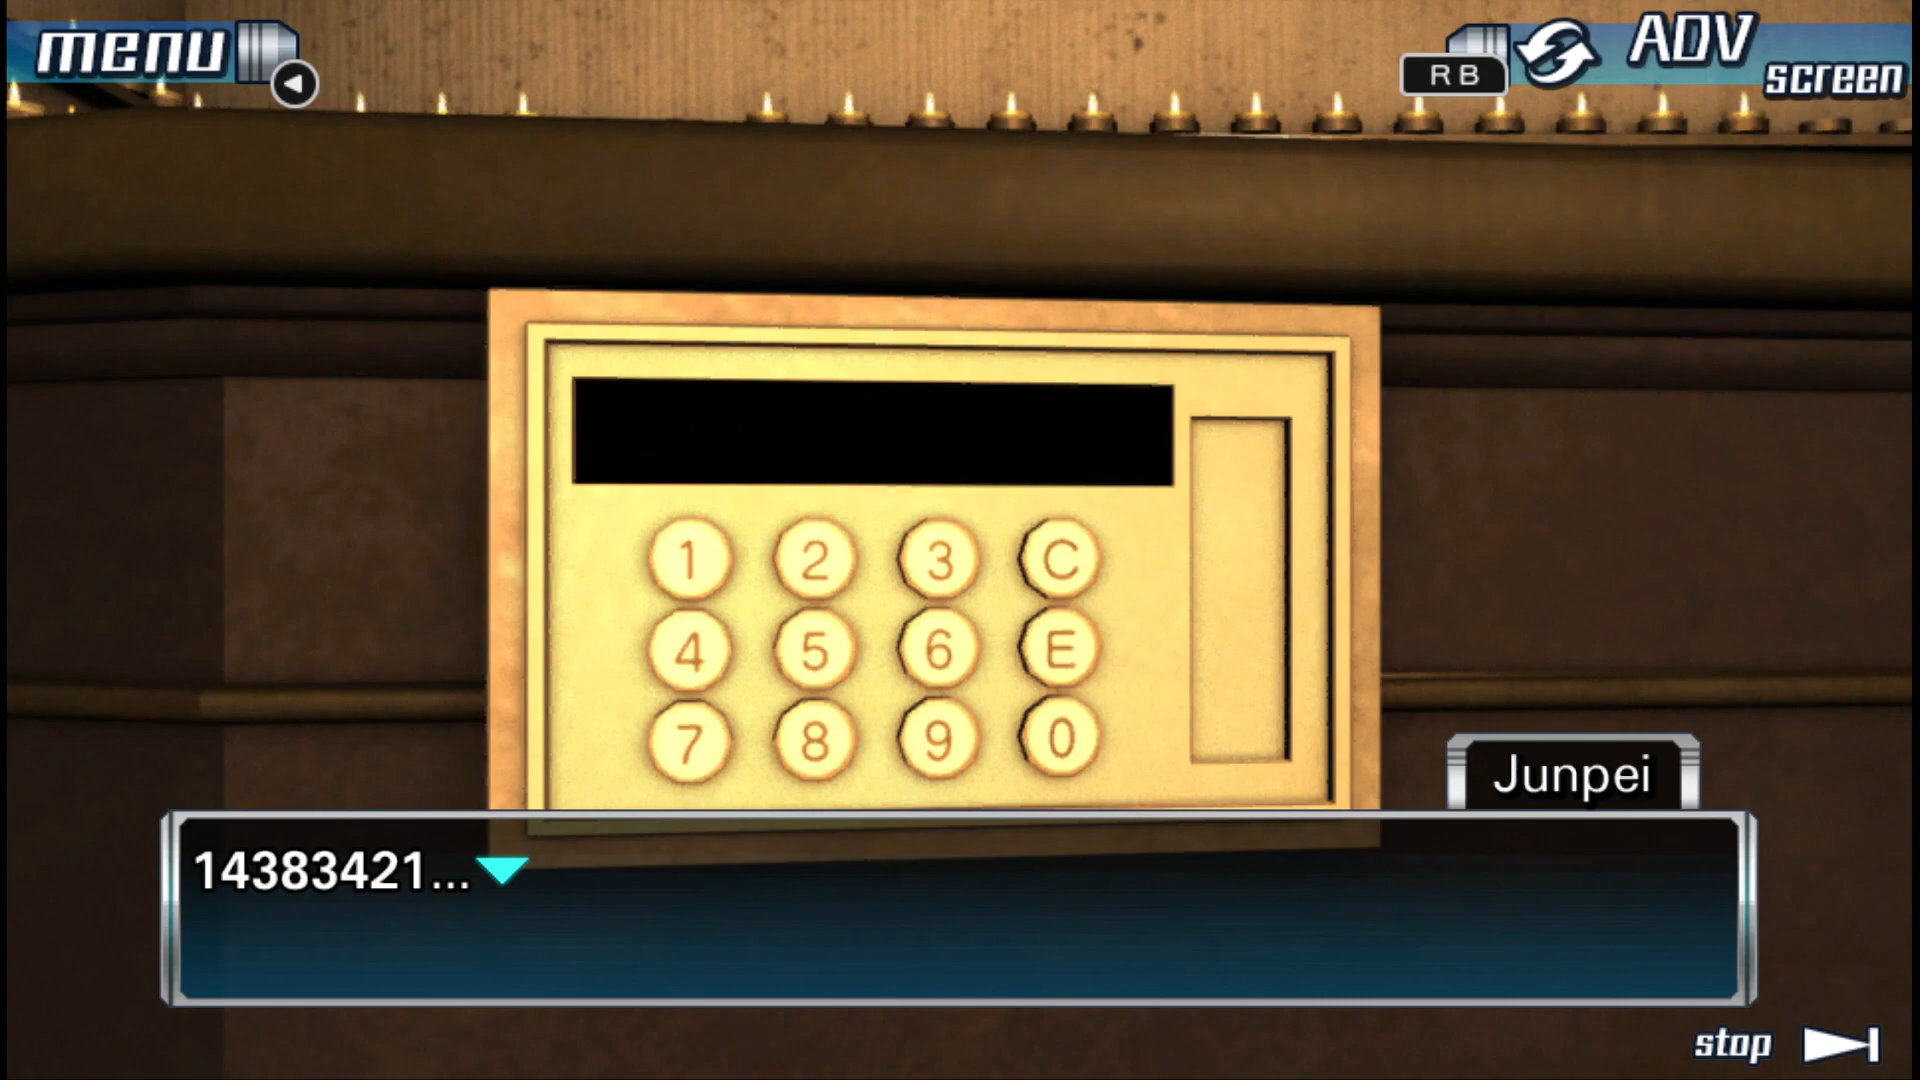 menu
RB
ADV
screen
1 2 3 C
4 5 6 E
7 8 9 0
Junpei
14383421...
stop